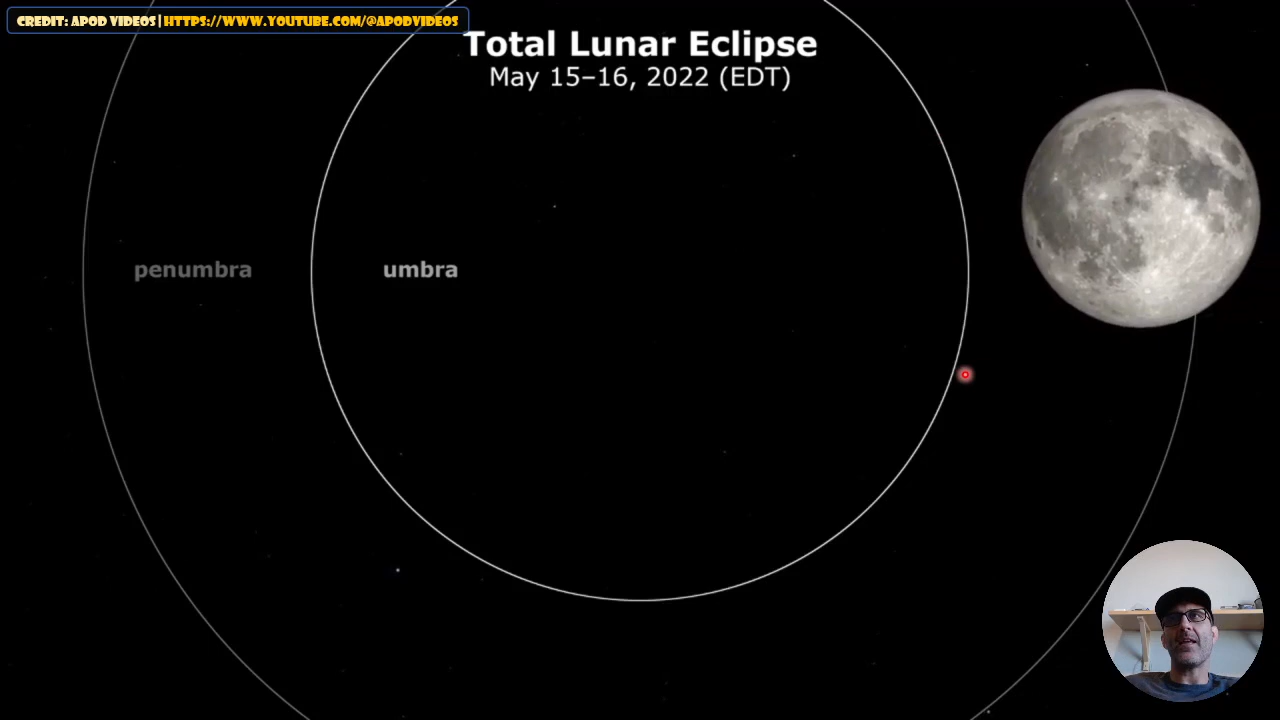 CREDIT: APOD VIDEOS | HTTPS://WWW.YOUTUBE.COM/@APODVIDEOS
Total Lunar Eclipse
May 15–16, 2022 (EDT)
penumbra umbra